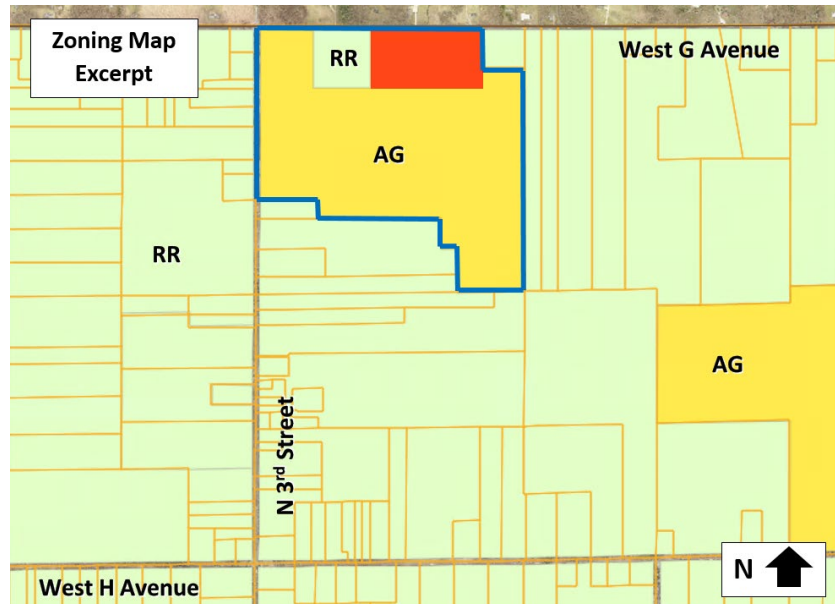 Zoning Map
Excerpt
RR
West G Avenue
AG
RR
AG
N 3rd Street
West H Avenue
N